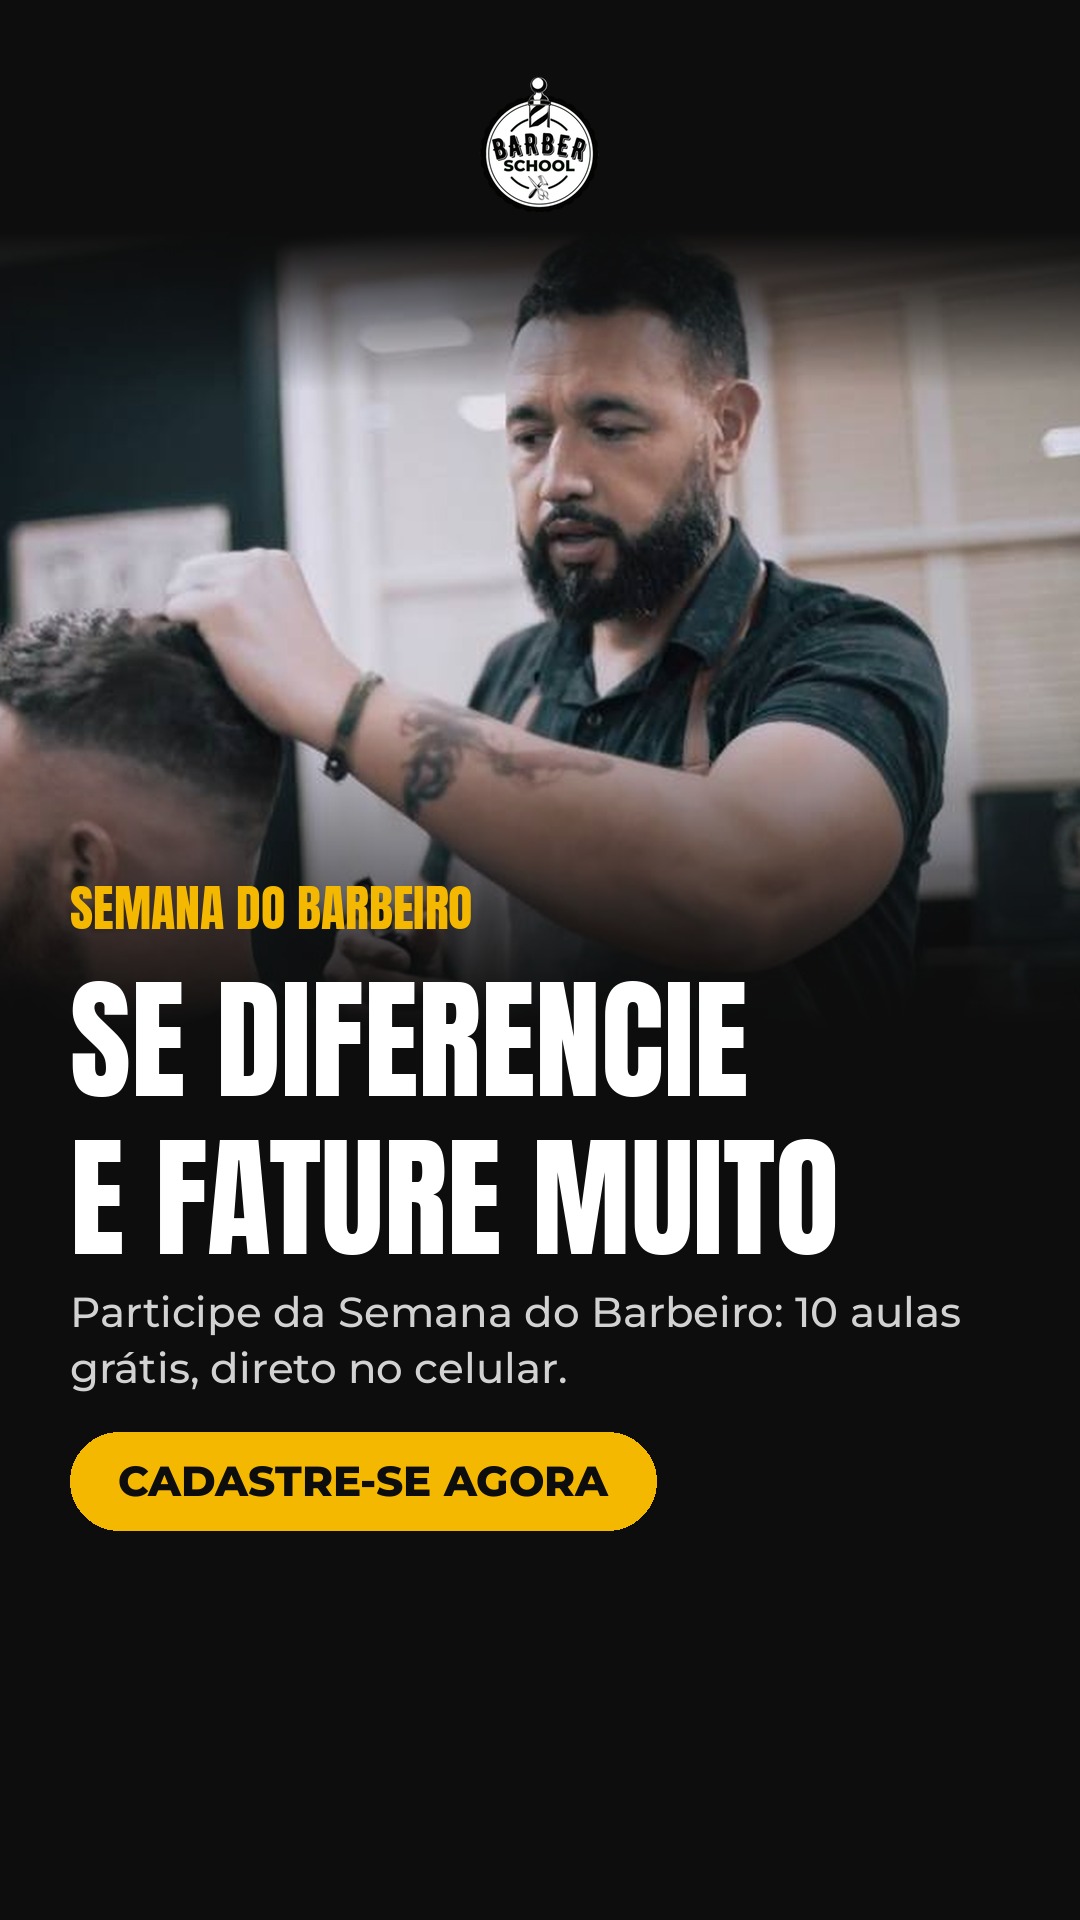 BARBER
SCHOOL
SEMANA DO BARBEIRO
SE DIFERENCIE
E FATURE MUITO
Participe da Semana do Barbeiro: 10 aulas
grátis, direto no celular.
CADASTRE-SE AGORA